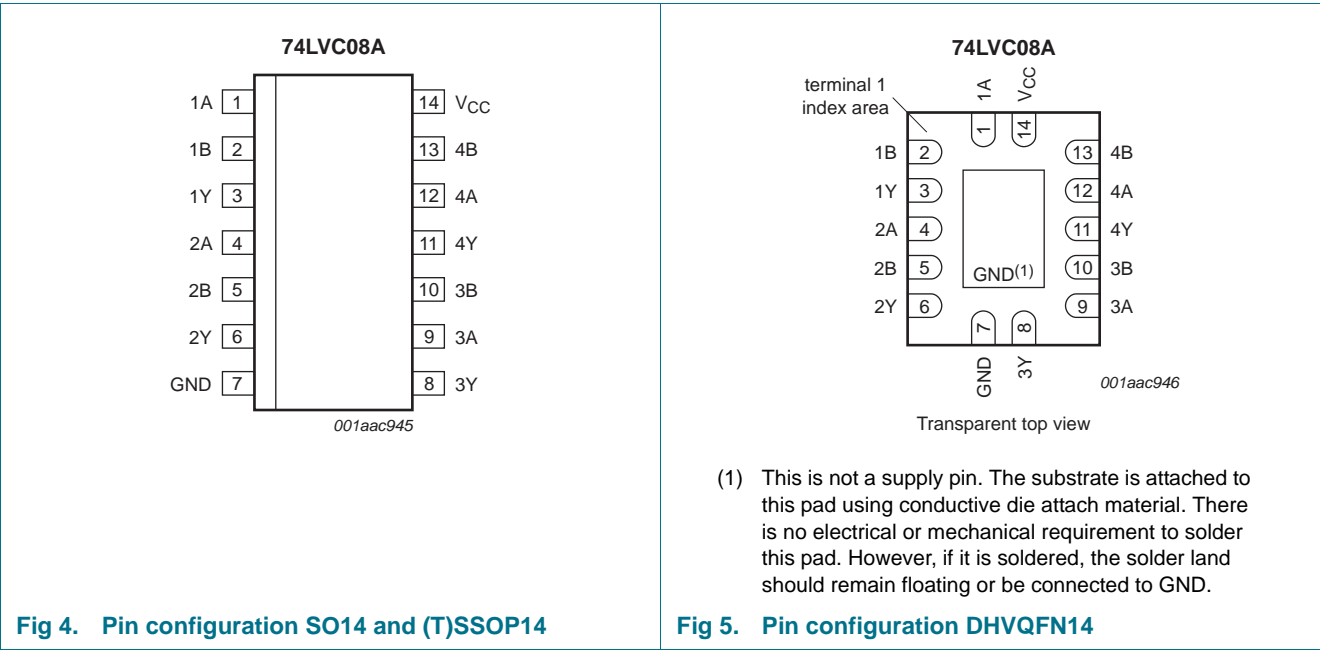 74LVC08A
1A 1 14 VCC
1B 2 13 4B
1Y 3 12 4A
2A 4 11 4Y
2B 5 10 3B
2Y 6 9 3A
GND 7 8 3Y
001aac945
Fig 4. Pin configuration SO14 and (T)SSOP14
74LVC08A
terminal 1
index area
1A VCC
1 14
1B 2 13 4B
1Y 3 12 4A
2A 4 11 4Y
2B 5 10 3B
GND(1)
2Y 6 9 3A
7 8
GND 3Y
001aac946
Transparent top view
(1) This is not a supply pin. The substrate is attached to
this pad using conductive die attach material. There
is no electrical or mechanical requirement to solder
this pad. However, if it is soldered, the solder land
should remain floating or be connected to GND.
Fig 5. Pin configuration DHVQFN14